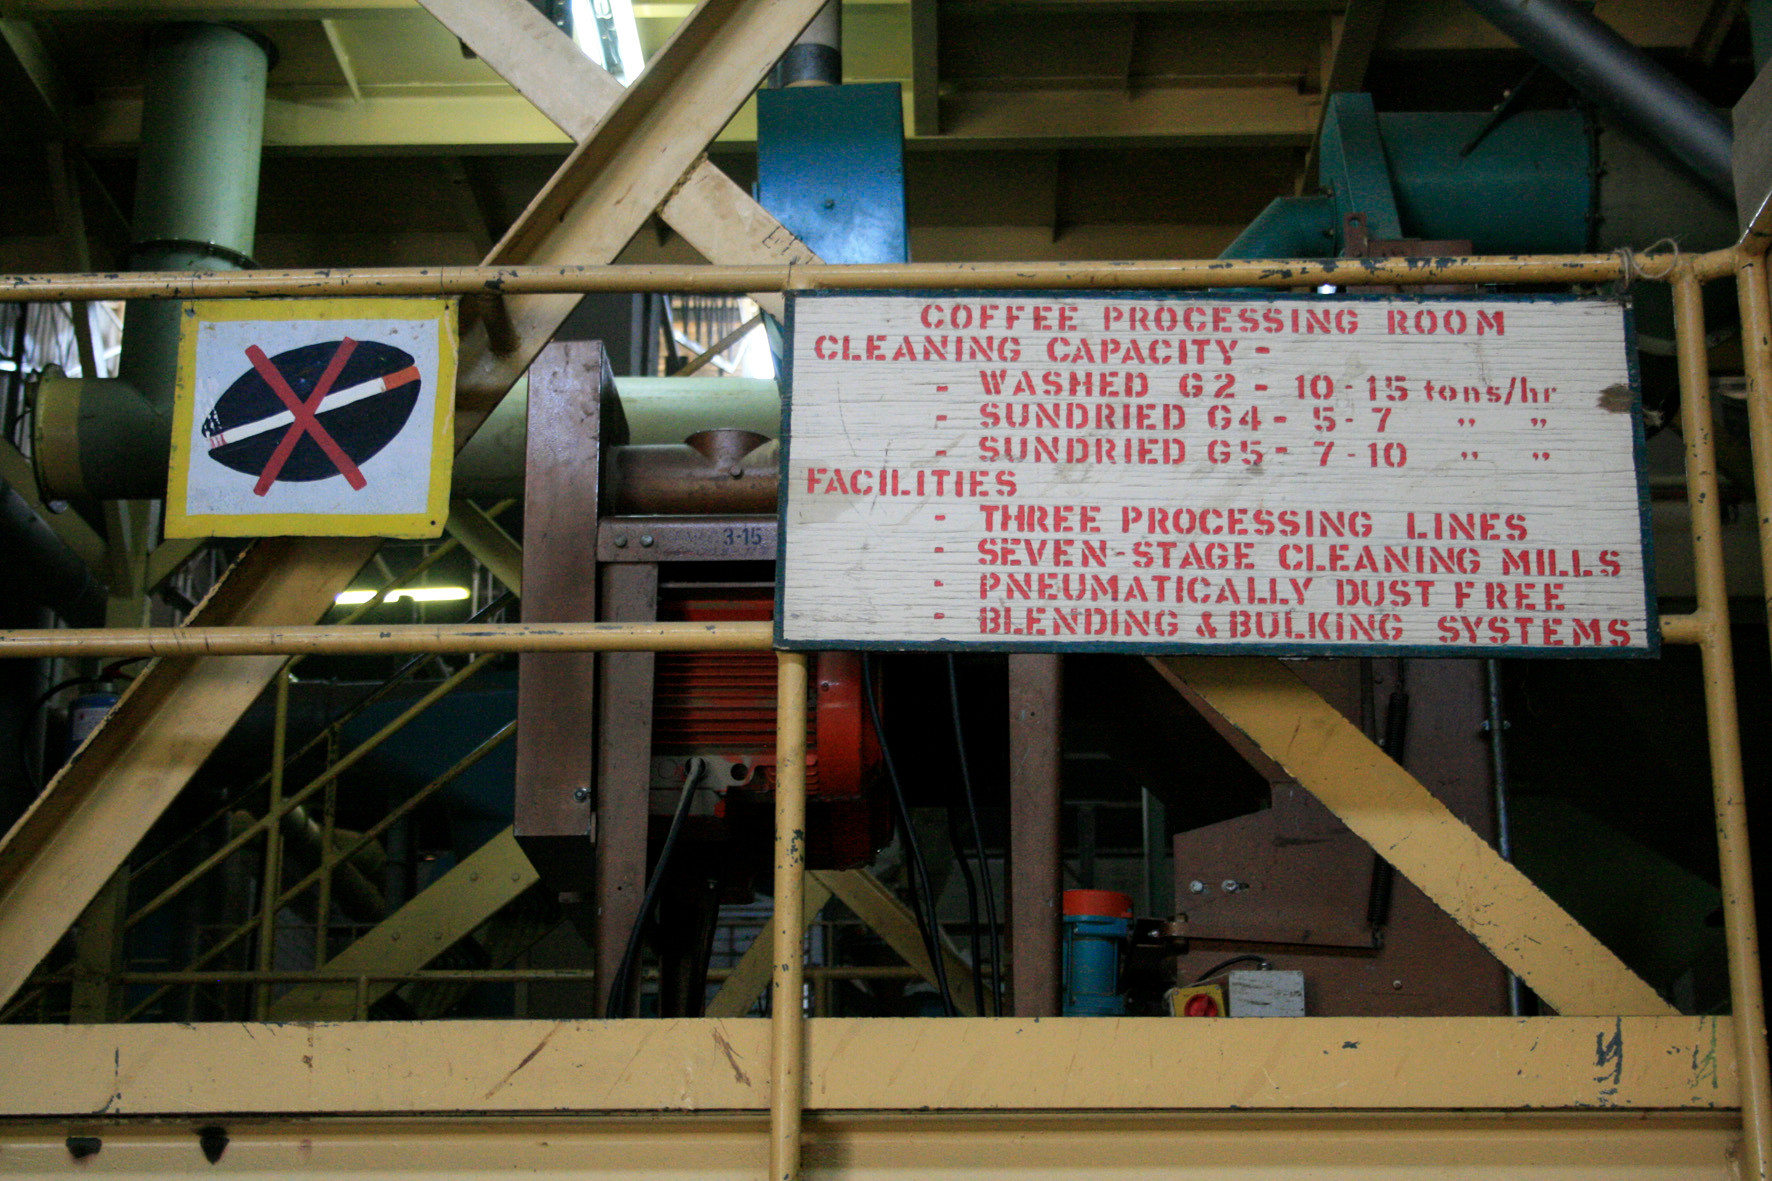 COFFEE PROCESSING ROOM
CLEANING CAPACITY -
- WASHED G2 - 10 - 15 tons/hr
- SUNDRIED G4 - 5 - 7 " "
- SUNDRIED G5 - 7 - 10 " "
FACILITIES
- THREE PROCESSING LINES
- SEVEN-STAGE CLEANING MILLS
- PNEUMATICALLY DUST FREE
- BLENDING & BULKING SYSTEMS
3-15